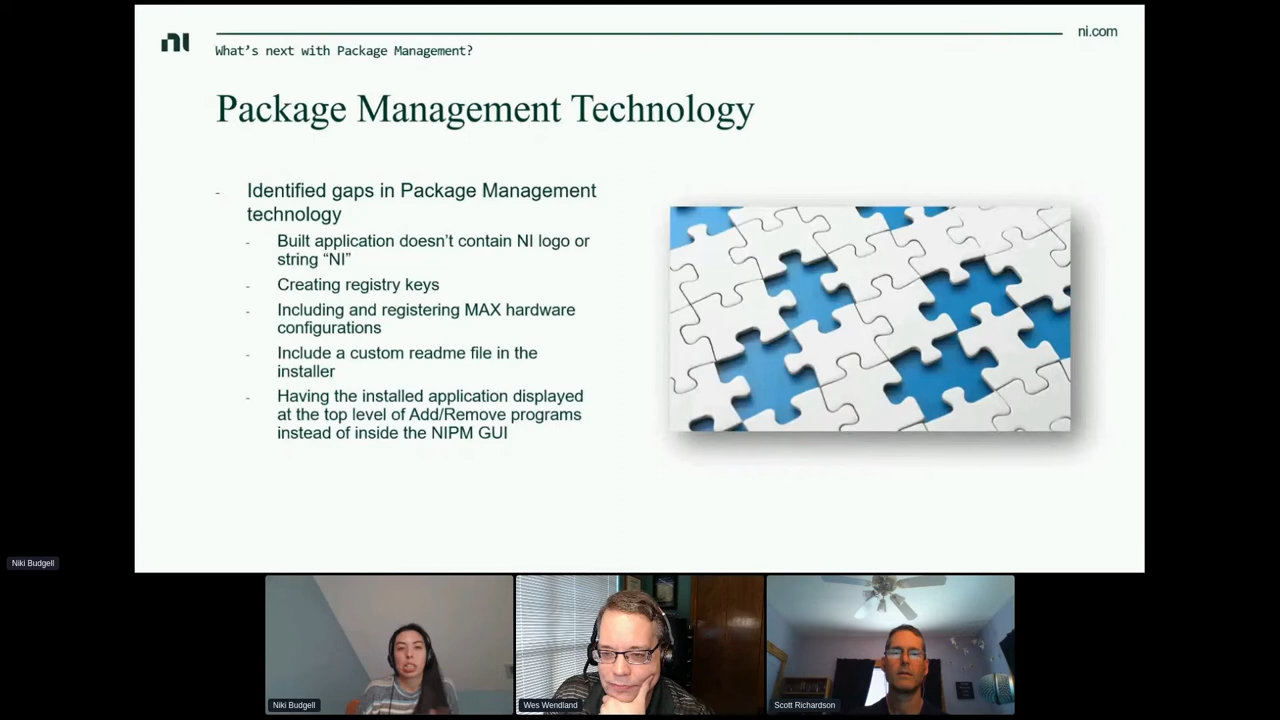 ni
ni.com
What's next with Package Management?
Package Management Technology
- Identified gaps in Package Management
technology
- Built application doesn't contain NI logo or
string “NI”
- Creating registry keys
- Including and registering MAX hardware
configurations
- Include a custom readme file in the
installer
- Having the installed application displayed
at the top level of Add/Remove programs
instead of inside the NIPM GUI
Niki Budgell
Niki Budgell
Wes Wendland
Scott Richardson